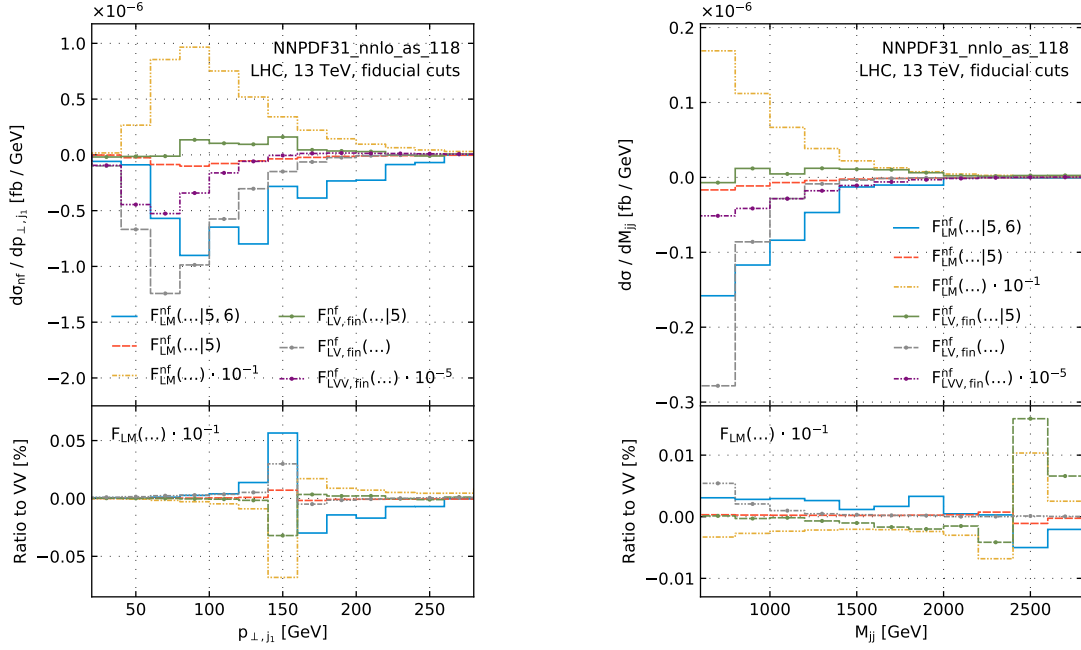 ×10⁻⁶
NNPDF31_nnlo_as_118
LHC, 13 TeV, fiducial cuts
dσ_nf / dp_⊥,j₁ [fb / GeV]
1.0
0.5
0.0
−0.5
−1.0
−1.5
−2.0
F^nf_LM(...|5, 6)
F^nf_LM(...|5)
F^nf_LM(...) · 10⁻¹
F^nf_LV, fin(...|5)
F^nf_LV, fin(...)
F^nf_LVV, fin(...) · 10⁻⁵
F_LM(...) · 10⁻¹
Ratio to VV [%]
0.05
0.00
−0.05
50 100 150 200 250
p_⊥, j₁ [GeV]
×10⁻⁶
NNPDF31_nnlo_as_118
LHC, 13 TeV, fiducial cuts
dσ / dM_jj [fb / GeV]
0.2
0.1
0.0
−0.1
−0.2
−0.3
F^nf_LM(...|5, 6)
F^nf_LM(...|5)
F^nf_LM(...) · 10⁻¹
F^nf_LV, fin(...|5)
F^nf_LV, fin(...)
F^nf_LVV, fin(...) · 10⁻⁵
F_LM(...) · 10⁻¹
Ratio to VV [%]
0.01
0.00
−0.01
1000 1500 2000 2500
M_jj [GeV]